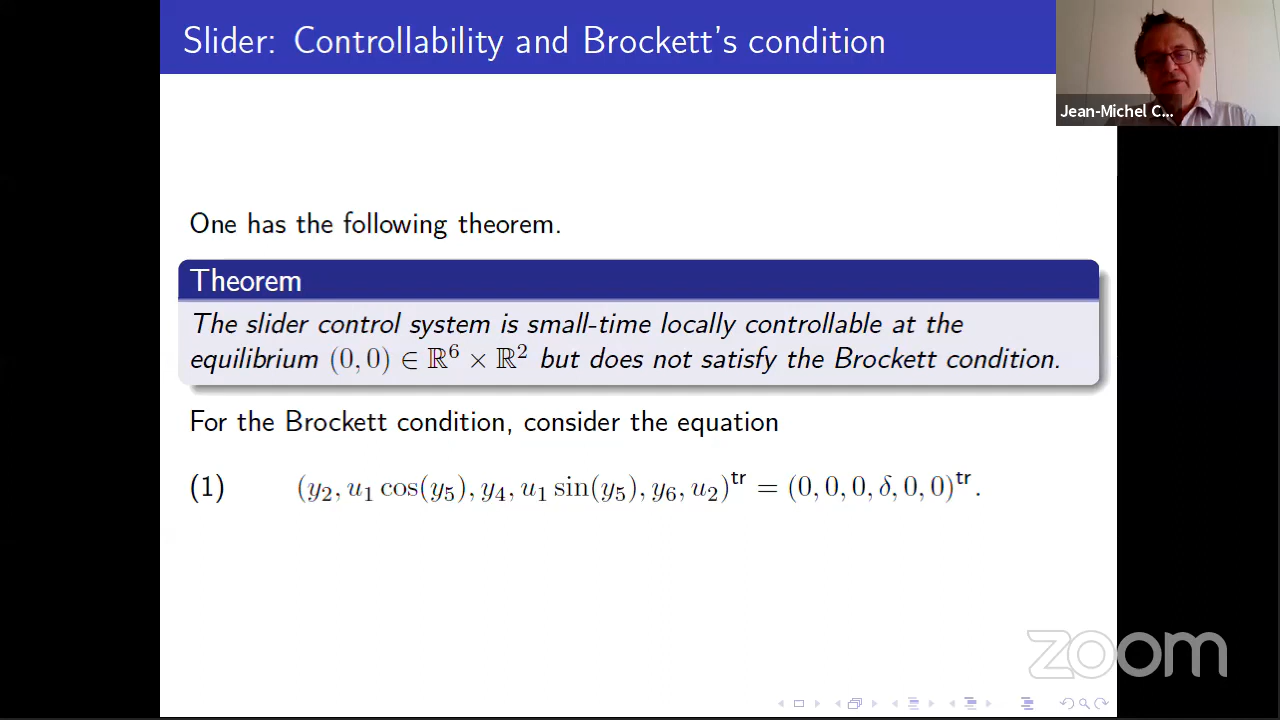 Slider: Controllability and Brockett's condition
Jean-Michel C...
One has the following theorem.
Theorem
The slider control system is small-time locally controllable at the
equilibrium (0, 0) ∈ ℝ⁶ × ℝ² but does not satisfy the Brockett condition.
For the Brockett condition, consider the equation
(1) (y₂, u₁ cos(y₅), y₄, u₁ sin(y₅), y₆, u₂)ᵗʳ = (0, 0, 0, δ, 0, 0)ᵗʳ.
zoom